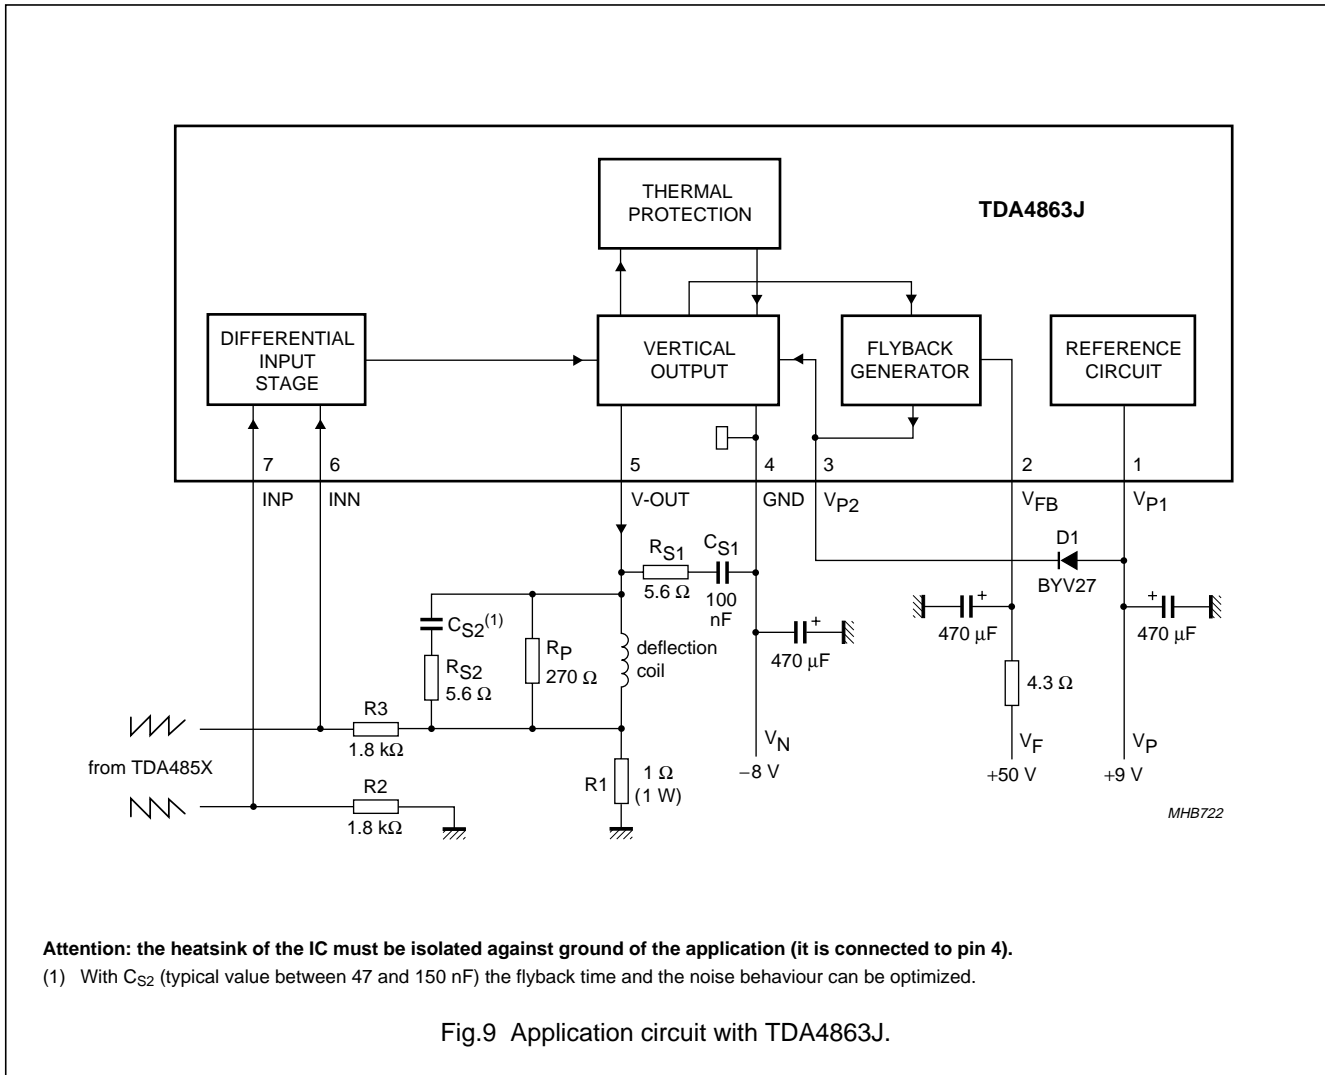 THERMAL
PROTECTION
TDA4863J
DIFFERENTIAL
INPUT
STAGE
VERTICAL
OUTPUT
FLYBACK
GENERATOR
REFERENCE
CIRCUIT
7 6 5 4 3 2 1
INP INN V-OUT GND VP2 VFB VP1
D1
BYV27
RS1
5.6 Ω
CS1
100
nF
CS2(1)
RS2
5.6 Ω
RP
270 Ω
deflection
coil
+
470 µF
+
470 µF
+
470 µF
4.3 Ω
R3
1.8 kΩ
from TDA485X
R2
1.8 kΩ
R1
1 Ω
(1 W)
VN
−8 V
VF
+50 V
VP
+9 V
MHB722
Attention: the heatsink of the IC must be isolated against ground of the application (it is connected to pin 4).
(1) With CS2 (typical value between 47 and 150 nF) the flyback time and the noise behaviour can be optimized.
Fig.9 Application circuit with TDA4863J.